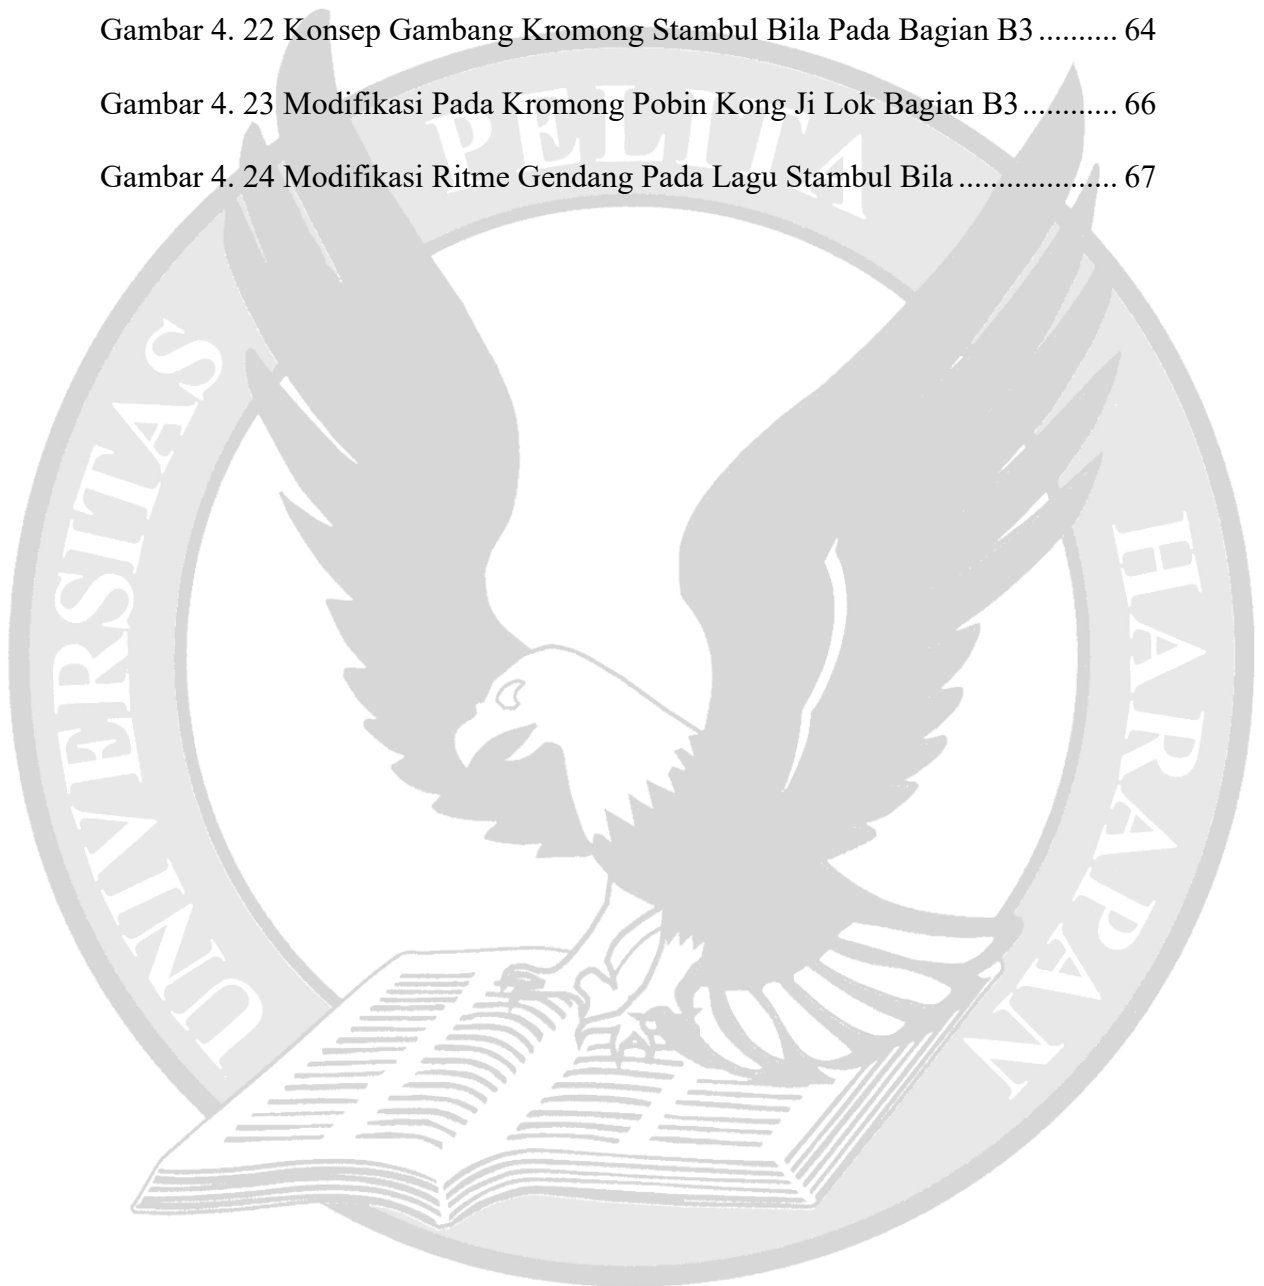 Gambar 4. 22 Konsep Gambang Kromong Stambul Bila Pada Bagian B3.......... 64
Gambar 4. 23 Modifikasi Pada Kromong Pobin Kong Ji Lok Bagian B3............ 66
Gambar 4. 24 Modifikasi Ritme Gendang Pada Lagu Stambul Bila.................... 67
UNIVERSITAS PELITA HARAPAN